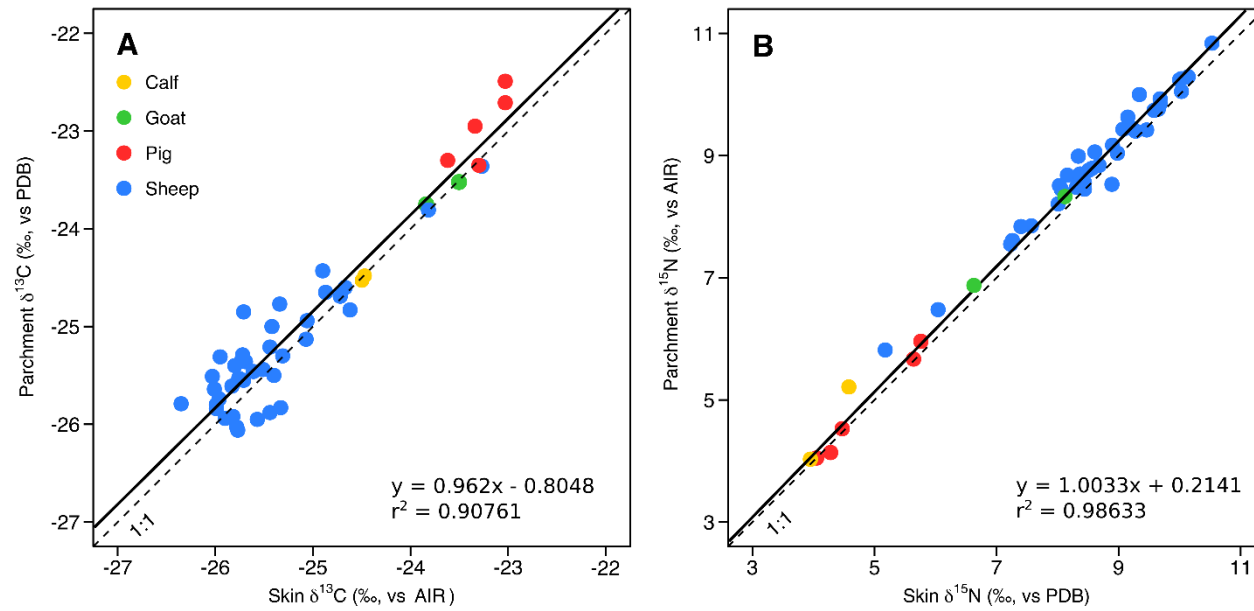 A
Calf
Goat
Pig
Sheep
-22
-23
-24
-25
-26
-27
Parchment δ¹³C (‰, vs PDB)
y = 0.962x - 0.8048
r² = 0.90761
1:1
-27 -26 -25 -24 -23 -22
Skin δ¹³C (‰, vs AIR)
B
11
9
7
5
3
Parchment δ¹⁵N (‰, vs AIR)
y = 1.0033x + 0.2141
r² = 0.98633
1:1
3 5 7 9 11
Skin δ¹⁵N (‰, vs PDB)